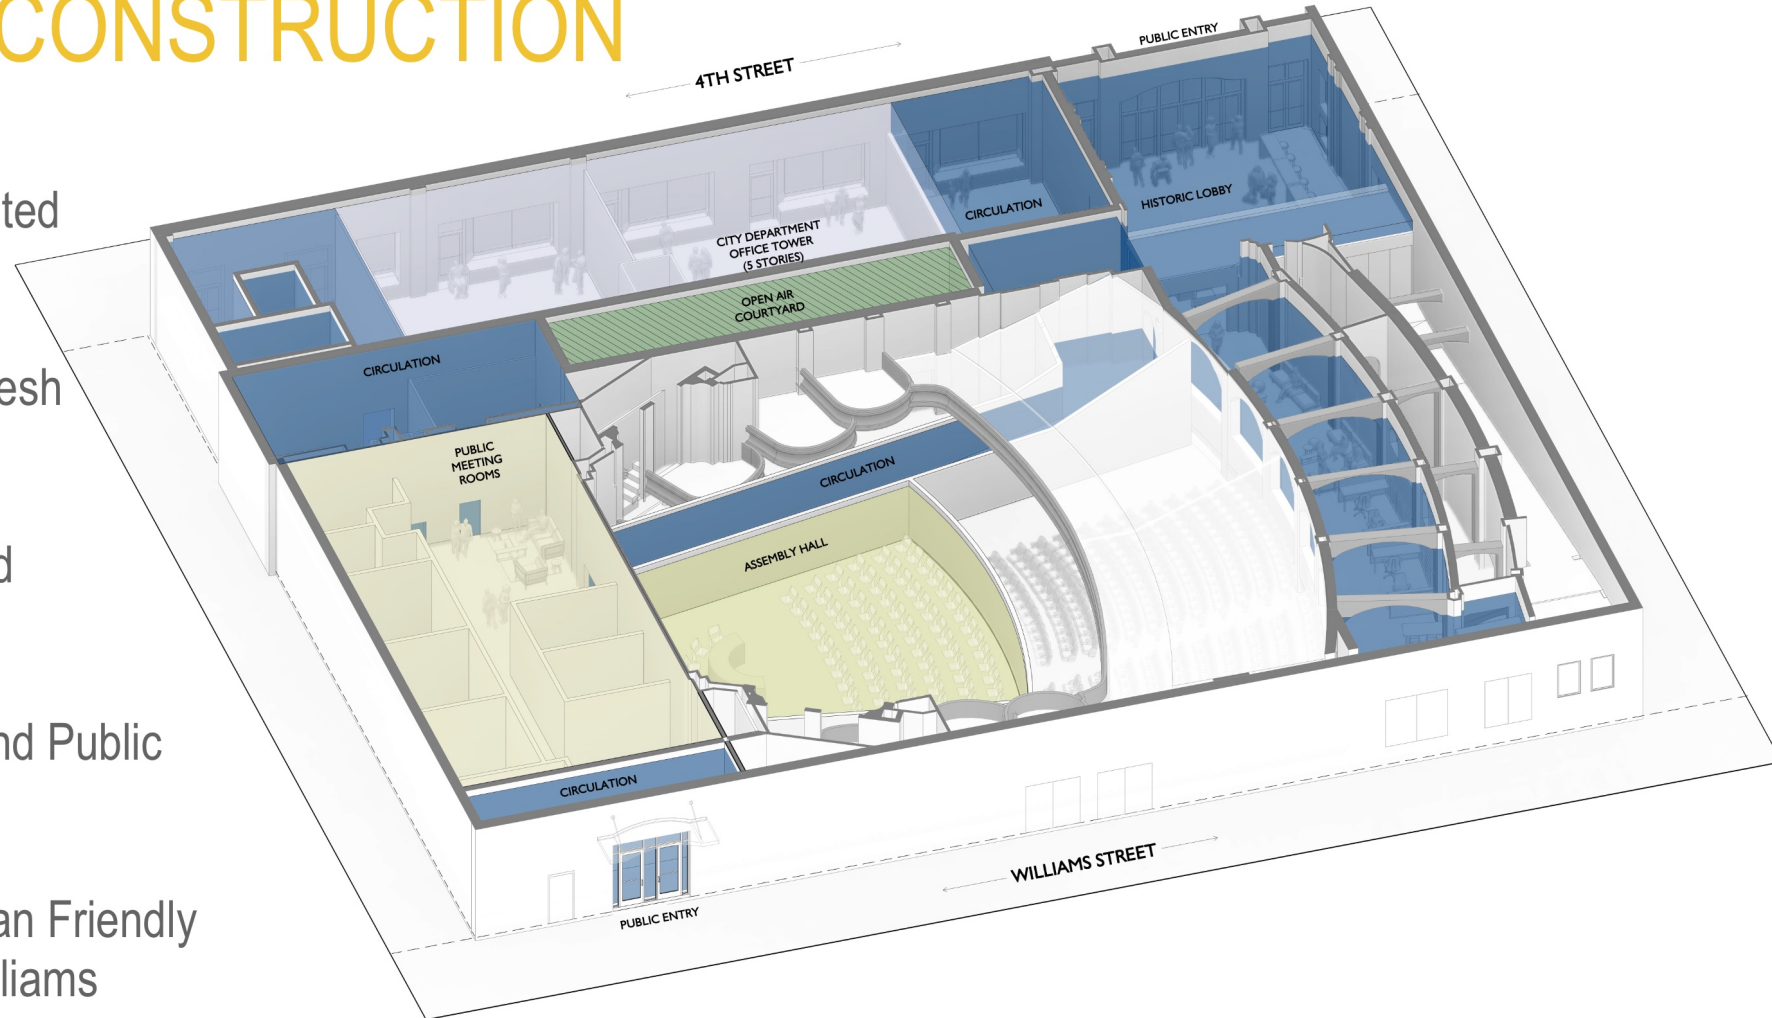 CONSTRUCTION
ted
esh
d
nd Public
an Friendly
liams
4TH STREET
PUBLIC ENTRY
HISTORIC LOBBY
CIRCULATION
CITY DEPARTMENT
OFFICE TOWER
(5 STORIES)
OPEN AIR
COURTYARD
CIRCULATION
PUBLIC
MEETING
ROOMS
CIRCULATION
ASSEMBLY HALL
CIRCULATION
WILLIAMS STREET
PUBLIC ENTRY